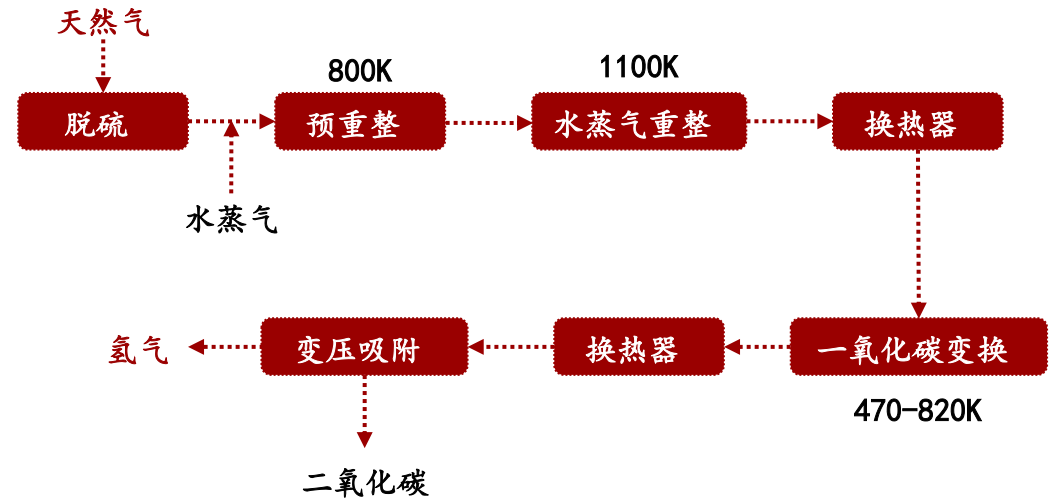 天然气
800K
1100K
脱硫
预重整
水蒸气重整
换热器
水蒸气
氢气
变压吸附
换热器
一氧化碳变换
470-820K
二氧化碳